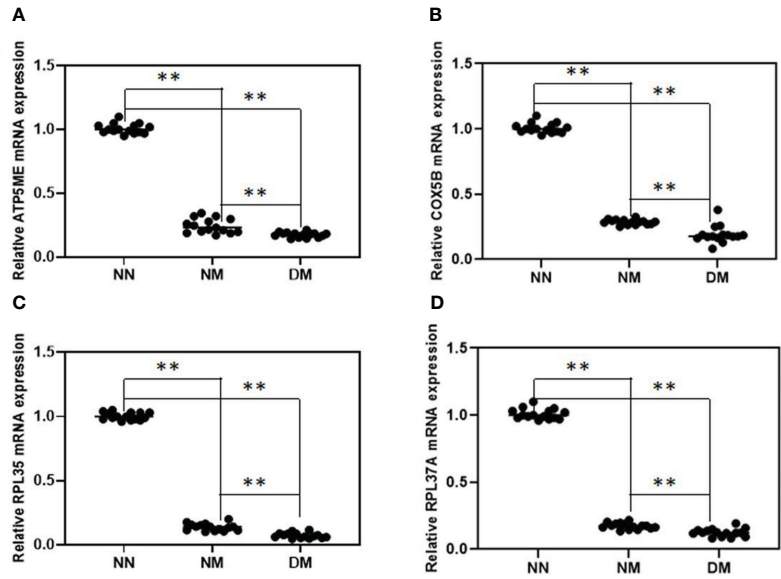 A
Relative ATP5ME mRNA expression
1.5
1.0
0.5
0.0
**
**
**
NN NM DM
B
Relative COX5B mRNA expression
1.5
1.0
0.5
0.0
**
**
**
NN NM DM
C
Relative RPL35 mRNA expression
1.5
1.0
0.5
0.0
**
**
**
NN NM DM
D
Relative RPL37A mRNA expression
1.5
1.0
0.5
0.0
**
**
**
NN NM DM